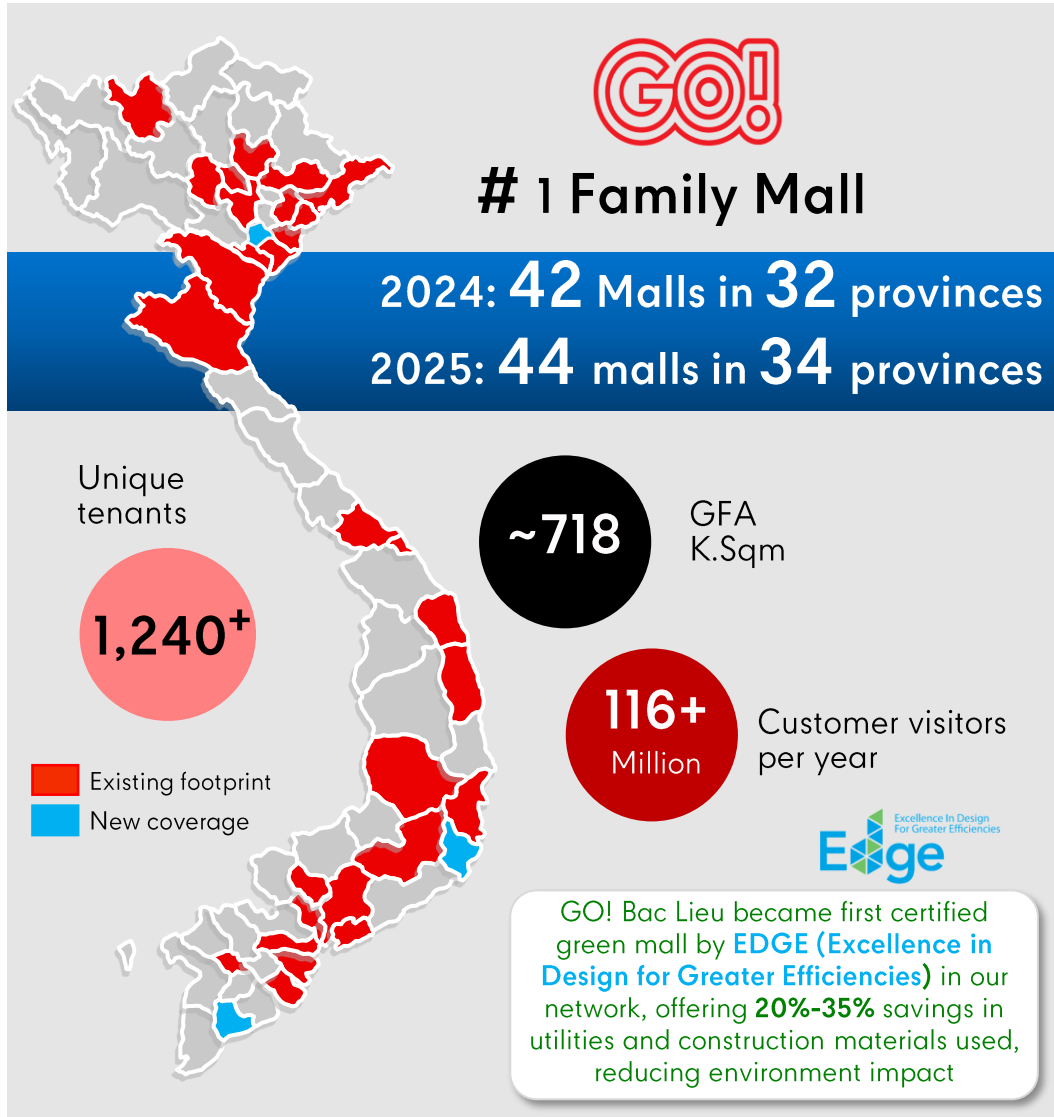 GO!
# 1 Family Mall
2024: 42 Malls in 32 provinces
2025: 44 malls in 34 provinces
Unique
tenants
1,240+
~718
GFA
K.Sqm
116+
Million
Customer visitors
per year
Existing footprint
New coverage
Edge
Excellence In Design
For Greater Efficiencies
GO! Bac Lieu became first certified
green mall by EDGE (Excellence in
Design for Greater Efficiencies) in our
network, offering 20%-35% savings in
utilities and construction materials used,
reducing environment impact